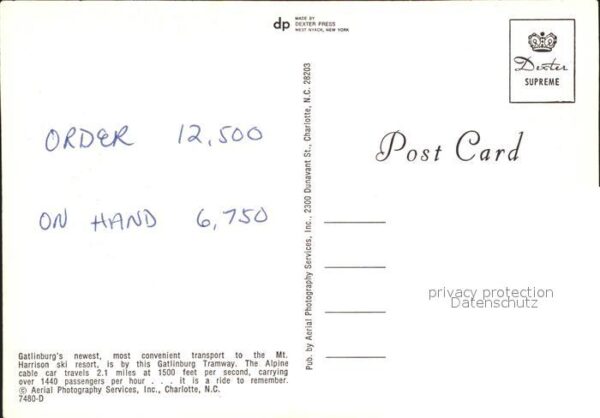 dp
MADE BY
DEXTER PRESS
WEST NYACK, NEW YORK
Dexter
SUPREME
ORDER 12,500
Post Card
ON HAND 6,750
Pub. by Aerial Photography Services, Inc., 2300 Dunavant St., Charlotte, N.C. 28203
privacy protection
Datenschutz
Gatlinburg's newest, most convenient transport to the Mt.
Harrison ski resort, is by this Gatlinburg Tramway. The Alpine
cable car travels 2.1 miles at 1500 feet per second, carrying
over 1440 passengers per hour . . . it is a ride to remember.
© Aerial Photography Services, Inc., Charlotte, N.C.
7480-D